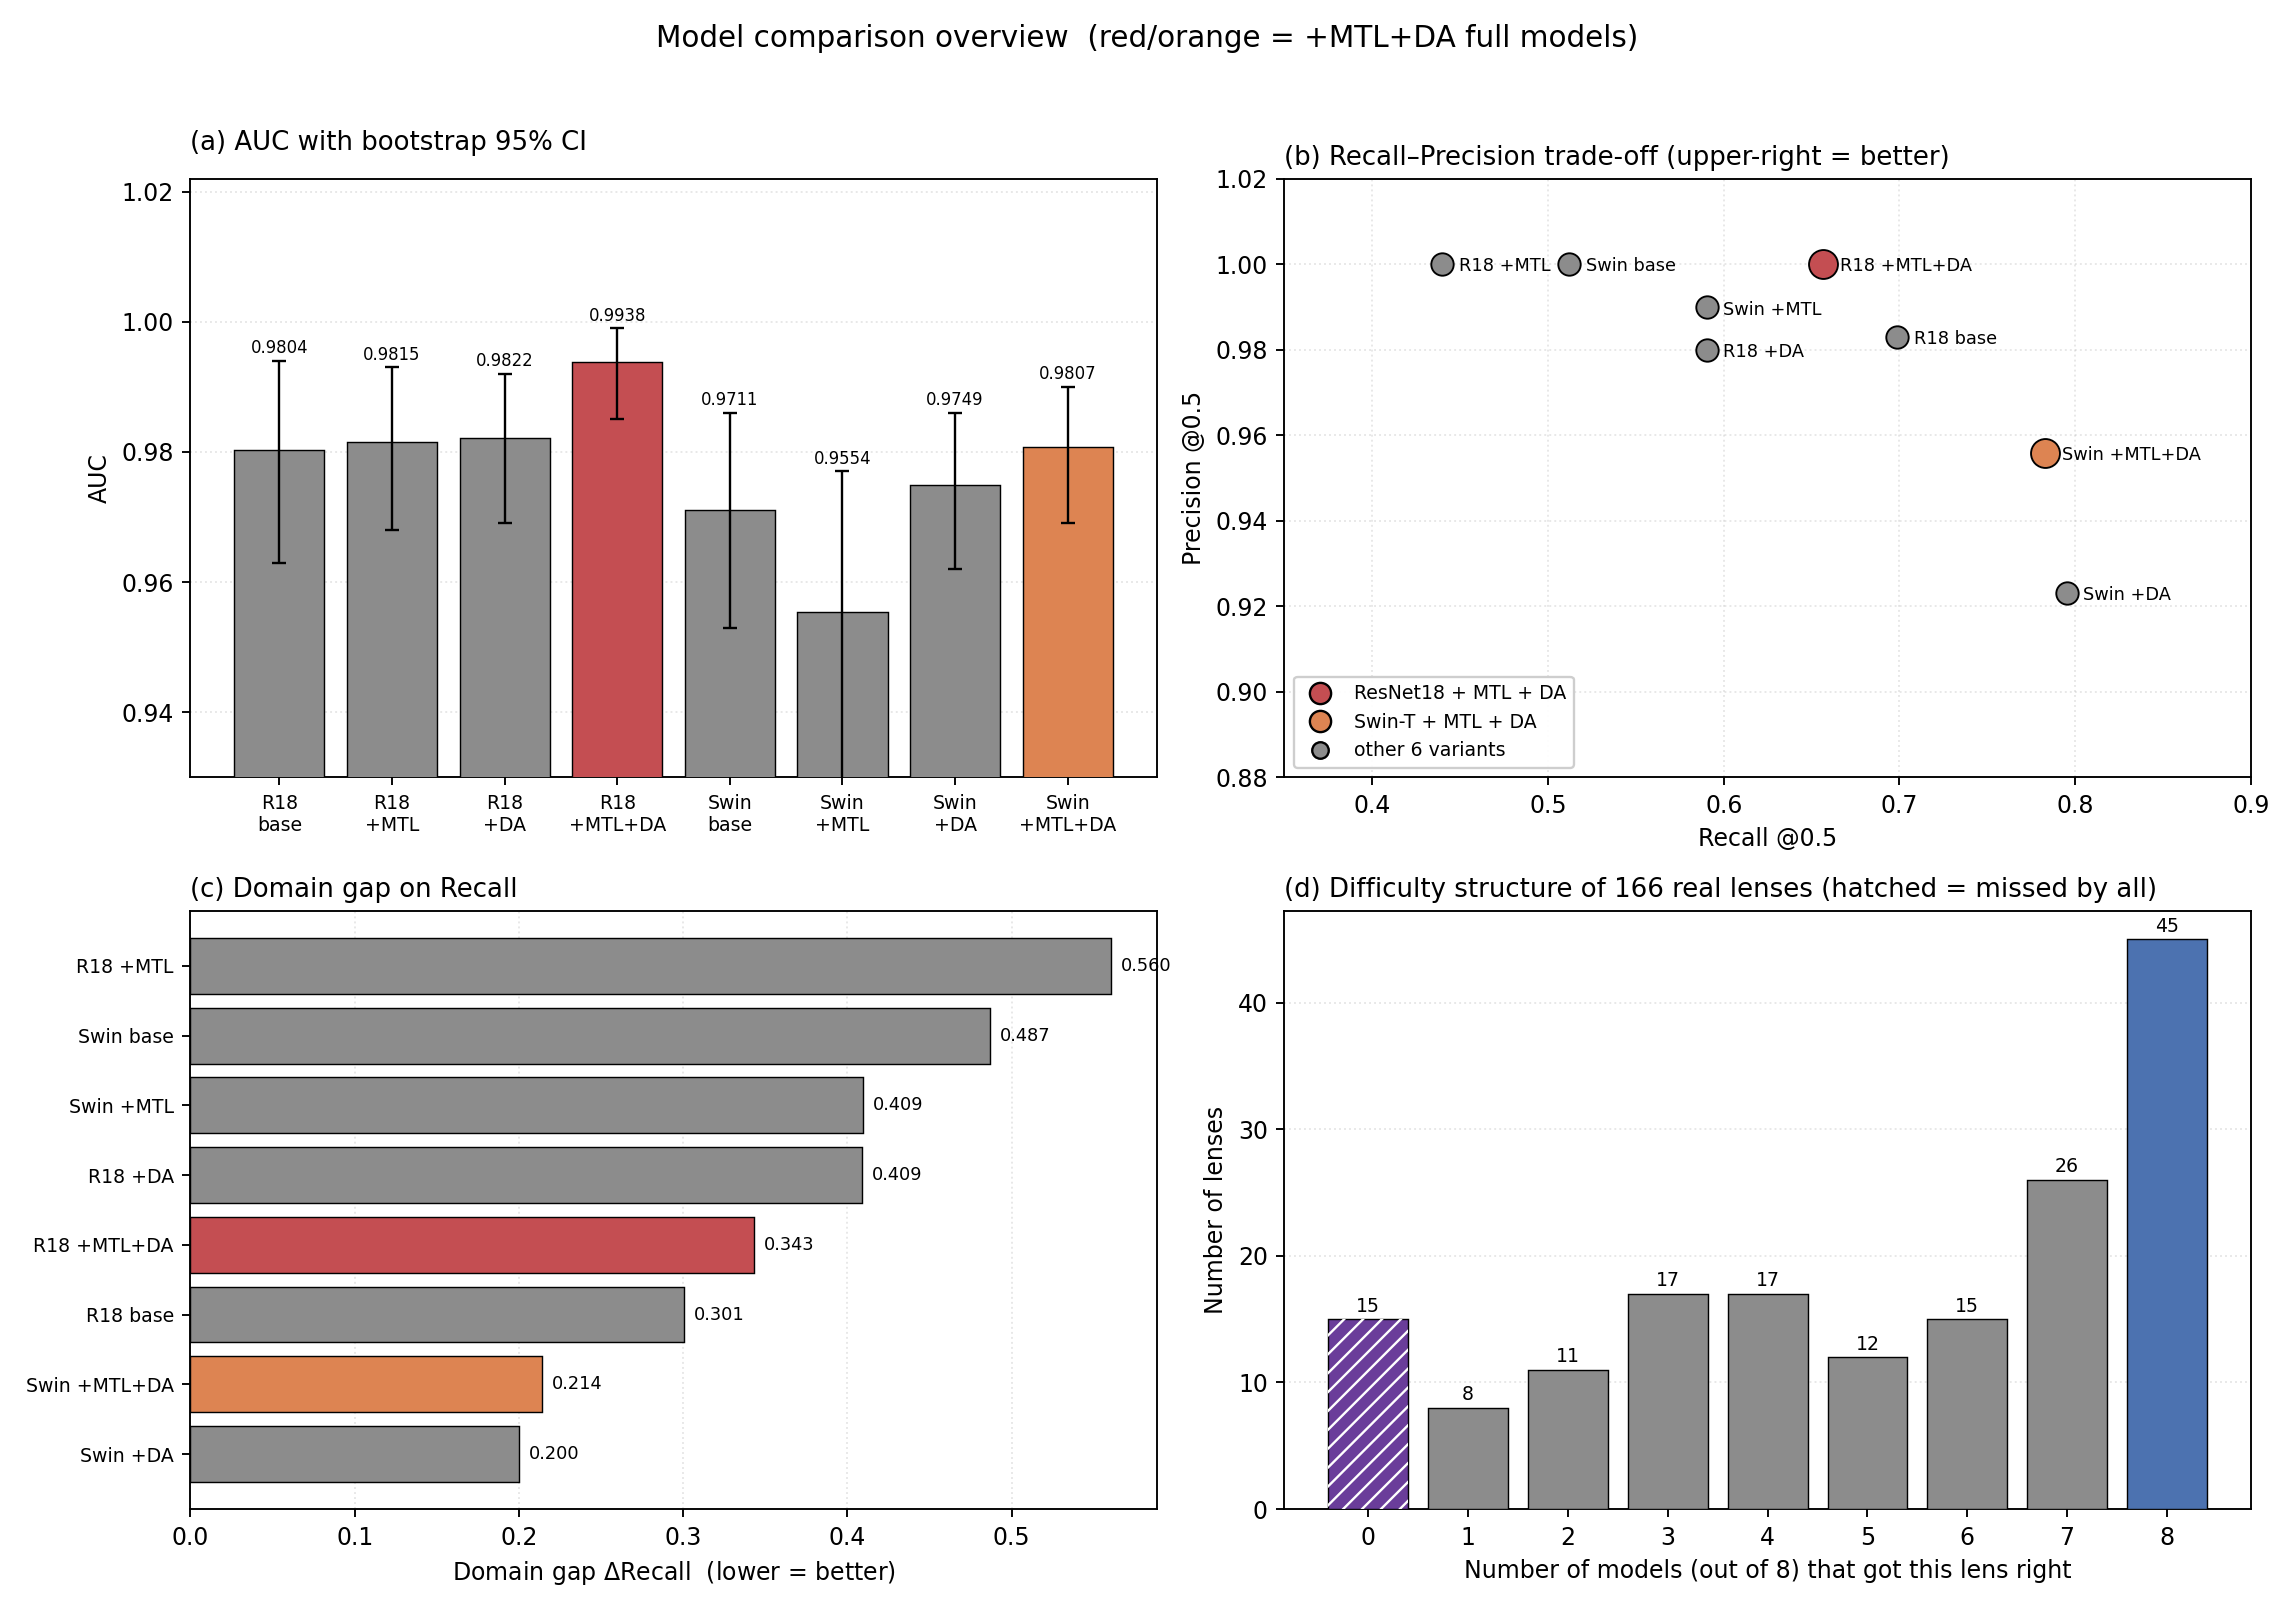 Model comparison overview  (red/orange = +MTL+DA full models)
(a) AUC with bootstrap 95% CI
1.02
1.00
0.98
0.96
0.94
AUC
0.9804
0.9815
0.9822
0.9938
0.9711
0.9554
0.9749
0.9807
R18
base
R18
+MTL
R18
+DA
R18
+MTL+DA
Swin
base
Swin
+MTL
Swin
+DA
Swin
+MTL+DA
(b) Recall–Precision trade-off (upper-right = better)
1.02
1.00
0.98
0.96
0.94
0.92
0.90
0.88
Precision @0.5
R18 +MTL
Swin base
R18 +MTL+DA
Swin +MTL
R18 base
R18 +DA
Swin +MTL+DA
Swin +DA
ResNet18 + MTL + DA
Swin-T + MTL + DA
other 6 variants
0.4
0.5
0.6
0.7
0.8
0.9
Recall @0.5
(c) Domain gap on Recall
R18 +MTL
0.560
Swin base
0.487
Swin +MTL
0.409
R18 +DA
0.409
R18 +MTL+DA
0.343
R18 base
0.301
Swin +MTL+DA
0.214
Swin +DA
0.200
0.0
0.1
0.2
0.3
0.4
0.5
Domain gap ΔRecall  (lower = better)
(d) Difficulty structure of 166 real lenses (hatched = missed by all)
40
30
20
10
0
Number of lenses
15
8
11
17
17
12
15
26
45
0
1
2
3
4
5
6
7
8
Number of models (out of 8) that got this lens right